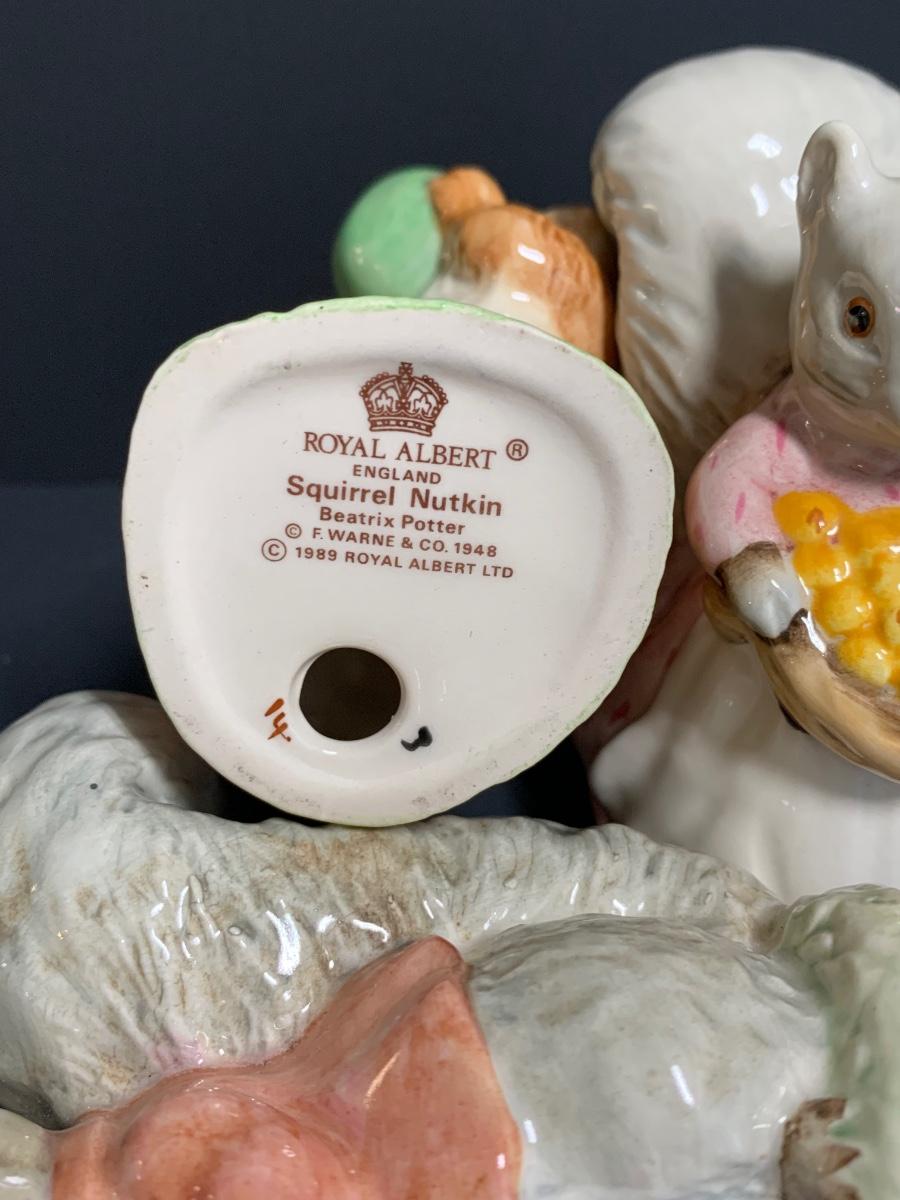 ROYAL ALBERT ®
ENGLAND
Squirrel Nutkin
Beatrix Potter
© F. WARNE & CO. 1948
© 1989 ROYAL ALBERT LTD
14